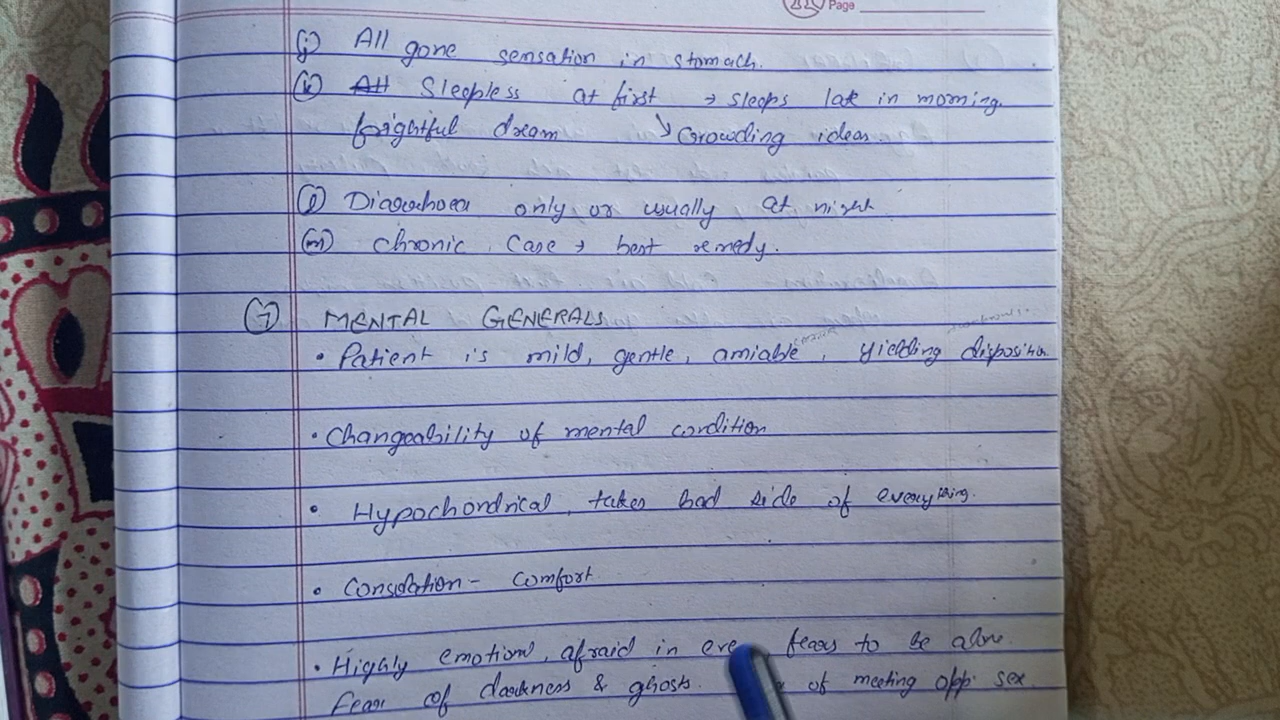 Page
(j) All gone sensation in stomach.
(k) Sleepless at first → sleeps late in morning.
frightful dream ↘ Crowding ideas.
(l) Diarrhoea only, or usually, at night
(m) Chronic case → best remedy.
(7) MENTAL GENERALS
• Patient is mild, gentle, amiable, yielding disposition
• Changeability of mental condition
• Hypochondrical, takes bad side of everything.
• Consolation - comfort
• Highly emotional, afraid in eve fears to be alone.
fear of darkness & ghosts. of meeting opp. sex